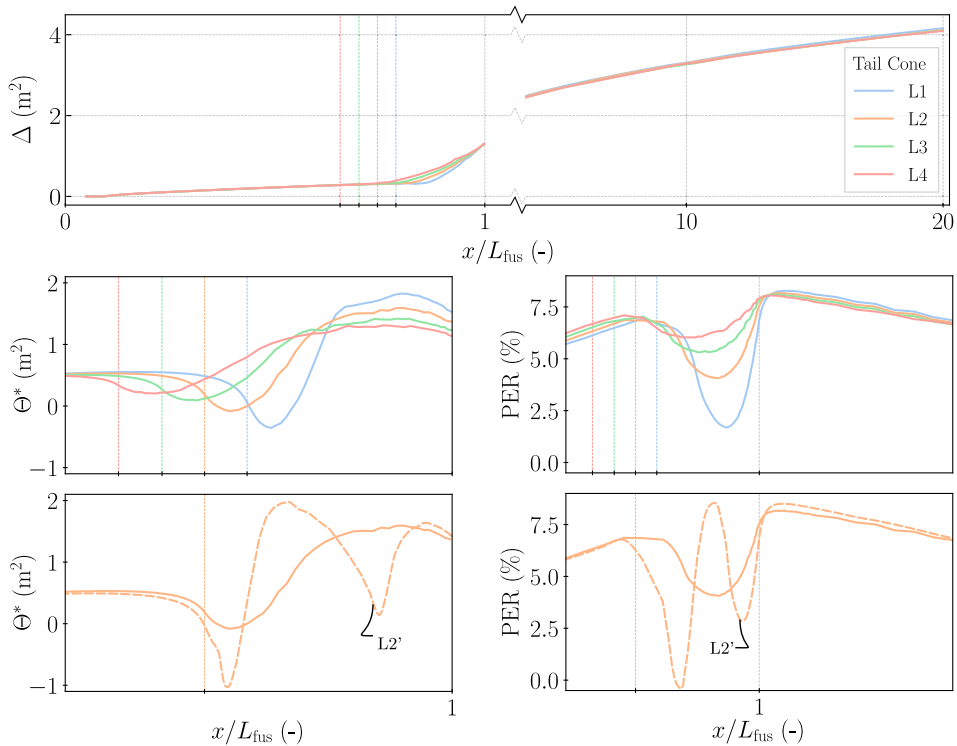 4
2
0
Δ (m²)
0
1
10
20
x/L_fus (-)
Tail Cone
L1
L2
L3
L4
2
1
0
−1
Θ* (m²)
1
7.5
5.0
2.5
0.0
PER (%)
1
2
1
0
−1
Θ* (m²)
L2'
1
x/L_fus (-)
7.5
5.0
2.5
0.0
PER (%)
L2'
1
x/L_fus (-)